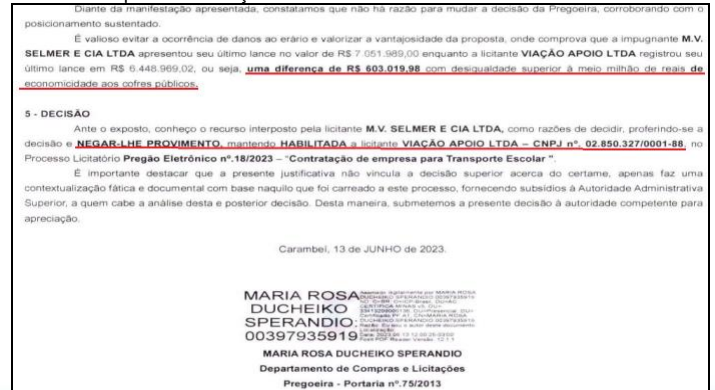 Diante da manifestação apresentada, constatamos que não há razão para mudar a decisão da Pregoeira, corroborando com o
posicionamento sustentado.
É valioso evitar a ocorrência de danos ao erário e valorizar a vantajosidade da proposta, onde comprova que a impugnante M.V.
SELMER E CIA LTDA apresentou seu último lance no valor de R$ 7.051.989,00 enquanto a licitante VIAÇÃO APOIO LTDA registrou seu
último lance em R$ 6.448.969,02, ou seja, uma diferença de R$ 603.019,98 com desigualdade superior à meio milhão de reais de
economicidade aos cofres públicos.
5 - DECISÃO
Ante o exposto, conheço o recurso interposto pela licitante M.V. SELMER E CIA LTDA, como razões de decidir, proferindo-se a
decisão e NEGAR-LHE PROVIMENTO, mantendo HABILITADA a licitante VIAÇÃO APOIO LTDA – CNPJ nº. 02.850.327/0001-88, no
Processo Licitatório Pregão Eletrônico nº.18/2023 – "Contratação de empresa para Transporte Escolar ".
É importante destacar que a presente justificativa não vincula a decisão superior acerca do certame, apenas faz uma
contextualização fática e documental com base naquilo que foi carreado a este processo, fornecendo subsídios à Autoridade Administrativa
Superior, a quem cabe a análise desta e posterior decisão. Desta maneira, submetemos a presente decisão à autoridade competente para
apreciação.
Carambeí, 13 de JUNHO de 2023.
MARIA ROSA
DUCHEIKO
SPERANDIO:
00397935919
MARIA ROSA DUCHEIKO SPERANDIO
Departamento de Compras e Licitações
Pregoeira - Portaria nº.75/2013